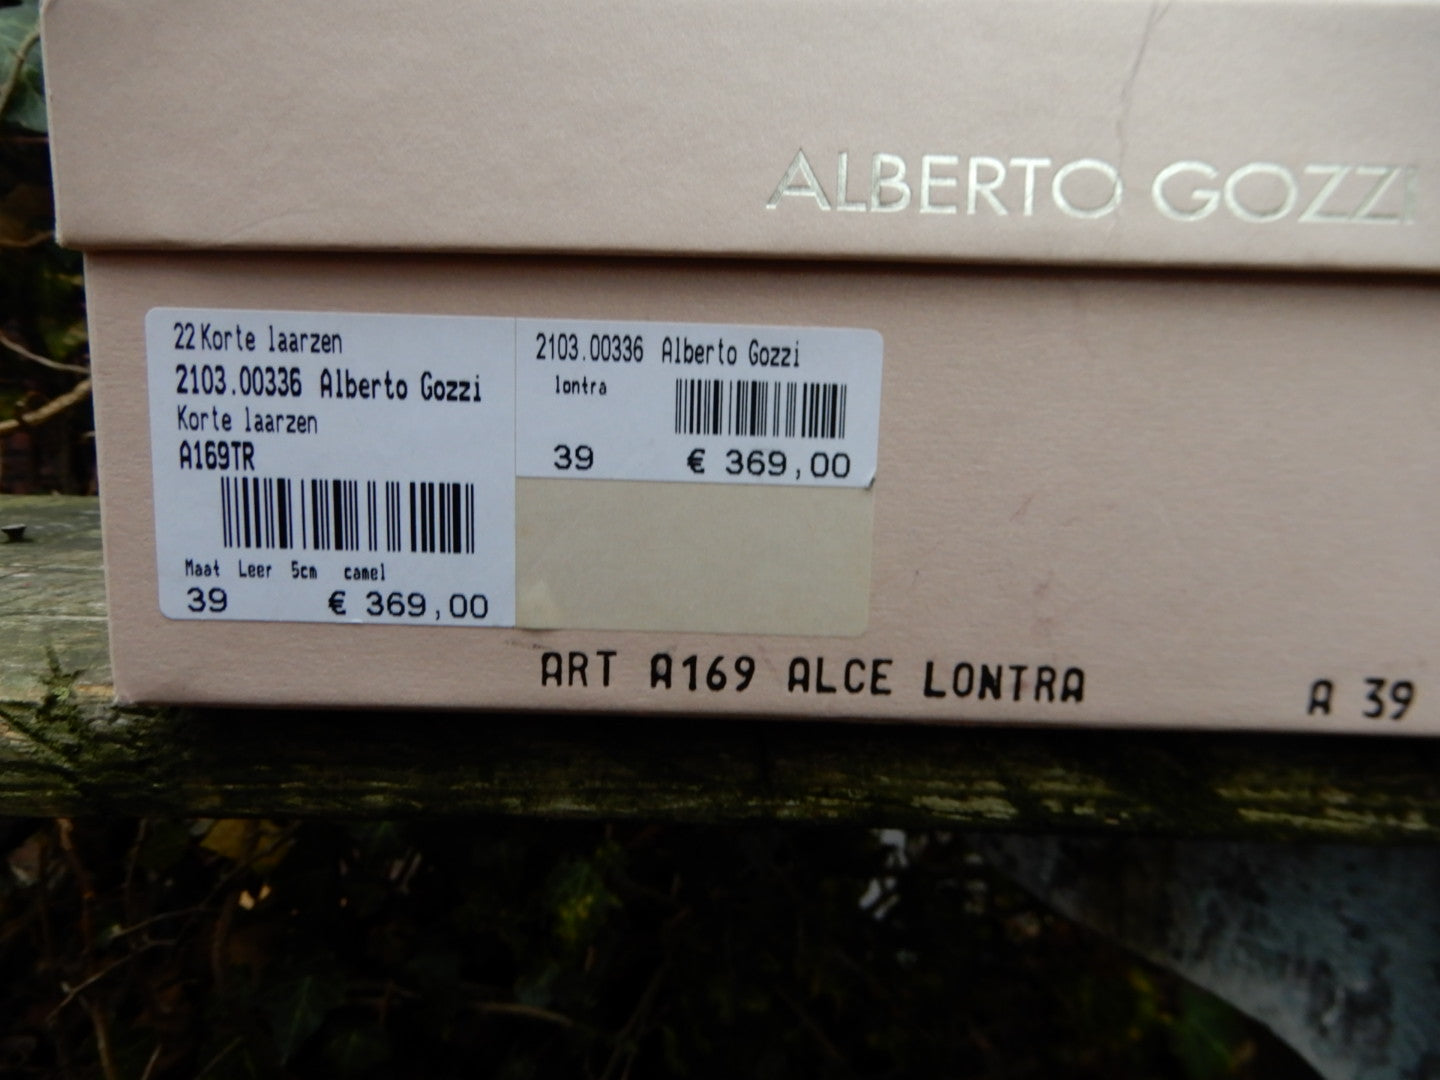 ALBERTO GOZZI
22 Korte laarzen
2103.00336 Alberto Gozzi
Korte laarzen
A169TR
Maat Leer 5cm camel
39 € 369,00
2103.00336 Alberto Gozzi
lontra
39 € 369,00
ART A169 ALCE LONTRA A 39